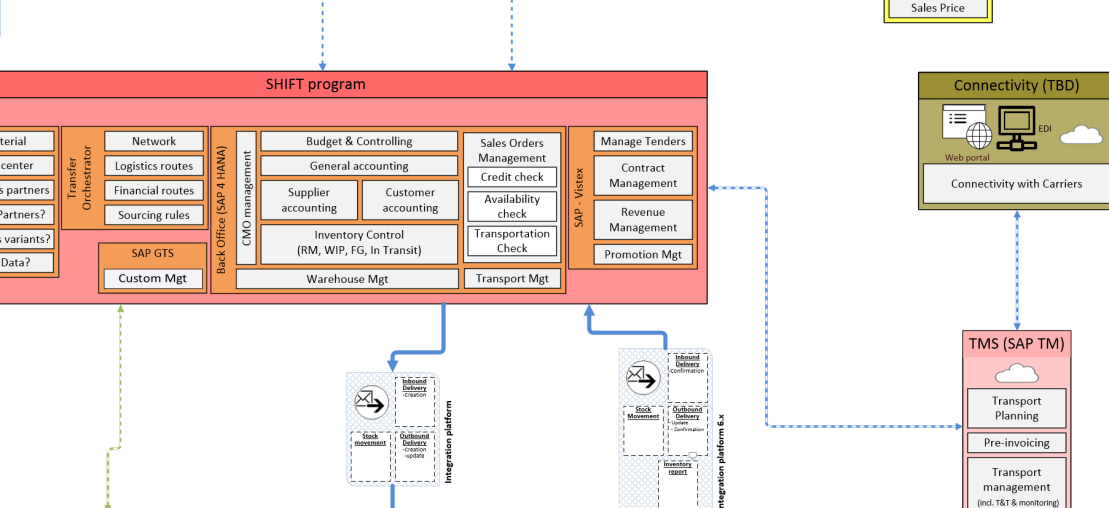 Sales Price
SHIFT program
terial
center
s partners
Partners?
s variants?
Data?
Transfer
Orchestrator
Network
Logistics routes
Financial routes
Sourcing rules
SAP GTS
Custom Mgt
Back Office (SAP 4 HANA)
CMO management
Budget & Controlling
General accounting
Supplier
accounting
Customer
accounting
Inventory Control
(RM, WIP, FG, In Transit)
Warehouse Mgt
Sales Orders
Management
Credit check
Availability
check
Transportation
Check
Transport Mgt
SAP - Vistex
Manage Tenders
Contract
Management
Revenue
Management
Promotion Mgt
Connectivity (TBD)
EDI
Web portal
Connectivity with Carriers
TMS (SAP TM)
Transport
Planning
Pre-invoicing
Transport
management
(incl. T&T & monitoring)
Inbound
Delivery
-Creation
Stock
movement
Outbound
Delivery
-Creation
-update
Integration platform
Inbound
Delivery
-Confirmation
Stock
Movement
Outbound
Delivery
- Update
- Confirmation
Inventory
report
ntegration platform 6.x